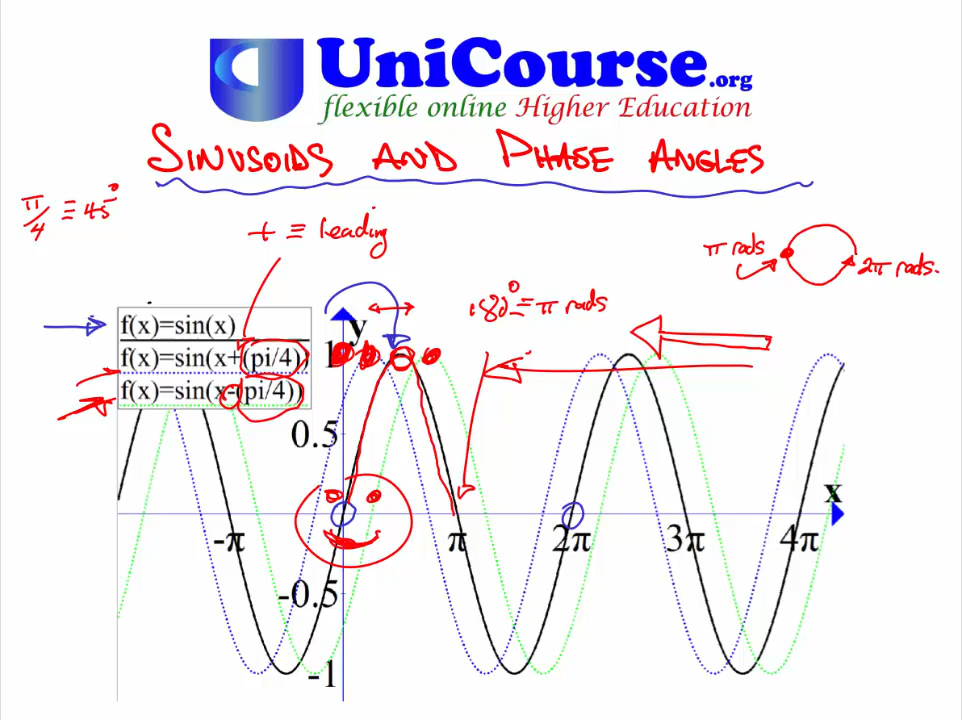 UniCourse.org
flexible online Higher Education
SINUSOIDS AND PHASE ANGLES
π/4 ≡ 45°
+ ≡ leading
π rads
2π rads.
180° = π rads
f(x)=sin(x)
f(x)=sin(x+(pi/4))
f(x)=sin(x-(pi/4))
y
1
0.5
x
-π
π
2π
3π
4π
-0.5
-1